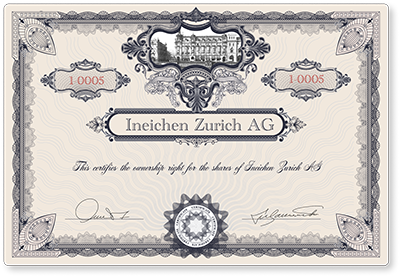 1 0005
1 0005
Ineichen Zurich AG
This certifies the ownership right for the shares of Ineichen Zurich AG